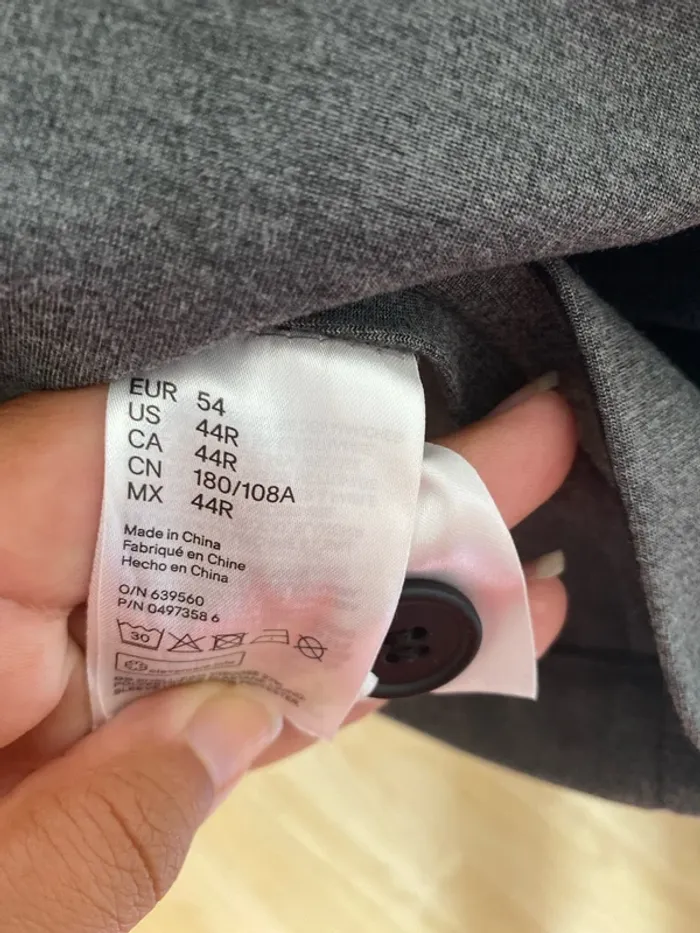 EUR 54
US 44R
CA 44R
CN 180/108A
MX 44R
Made in China
Fabriqué en Chine
Hecho en China
O/N 639560
P/N 0497358 6
30